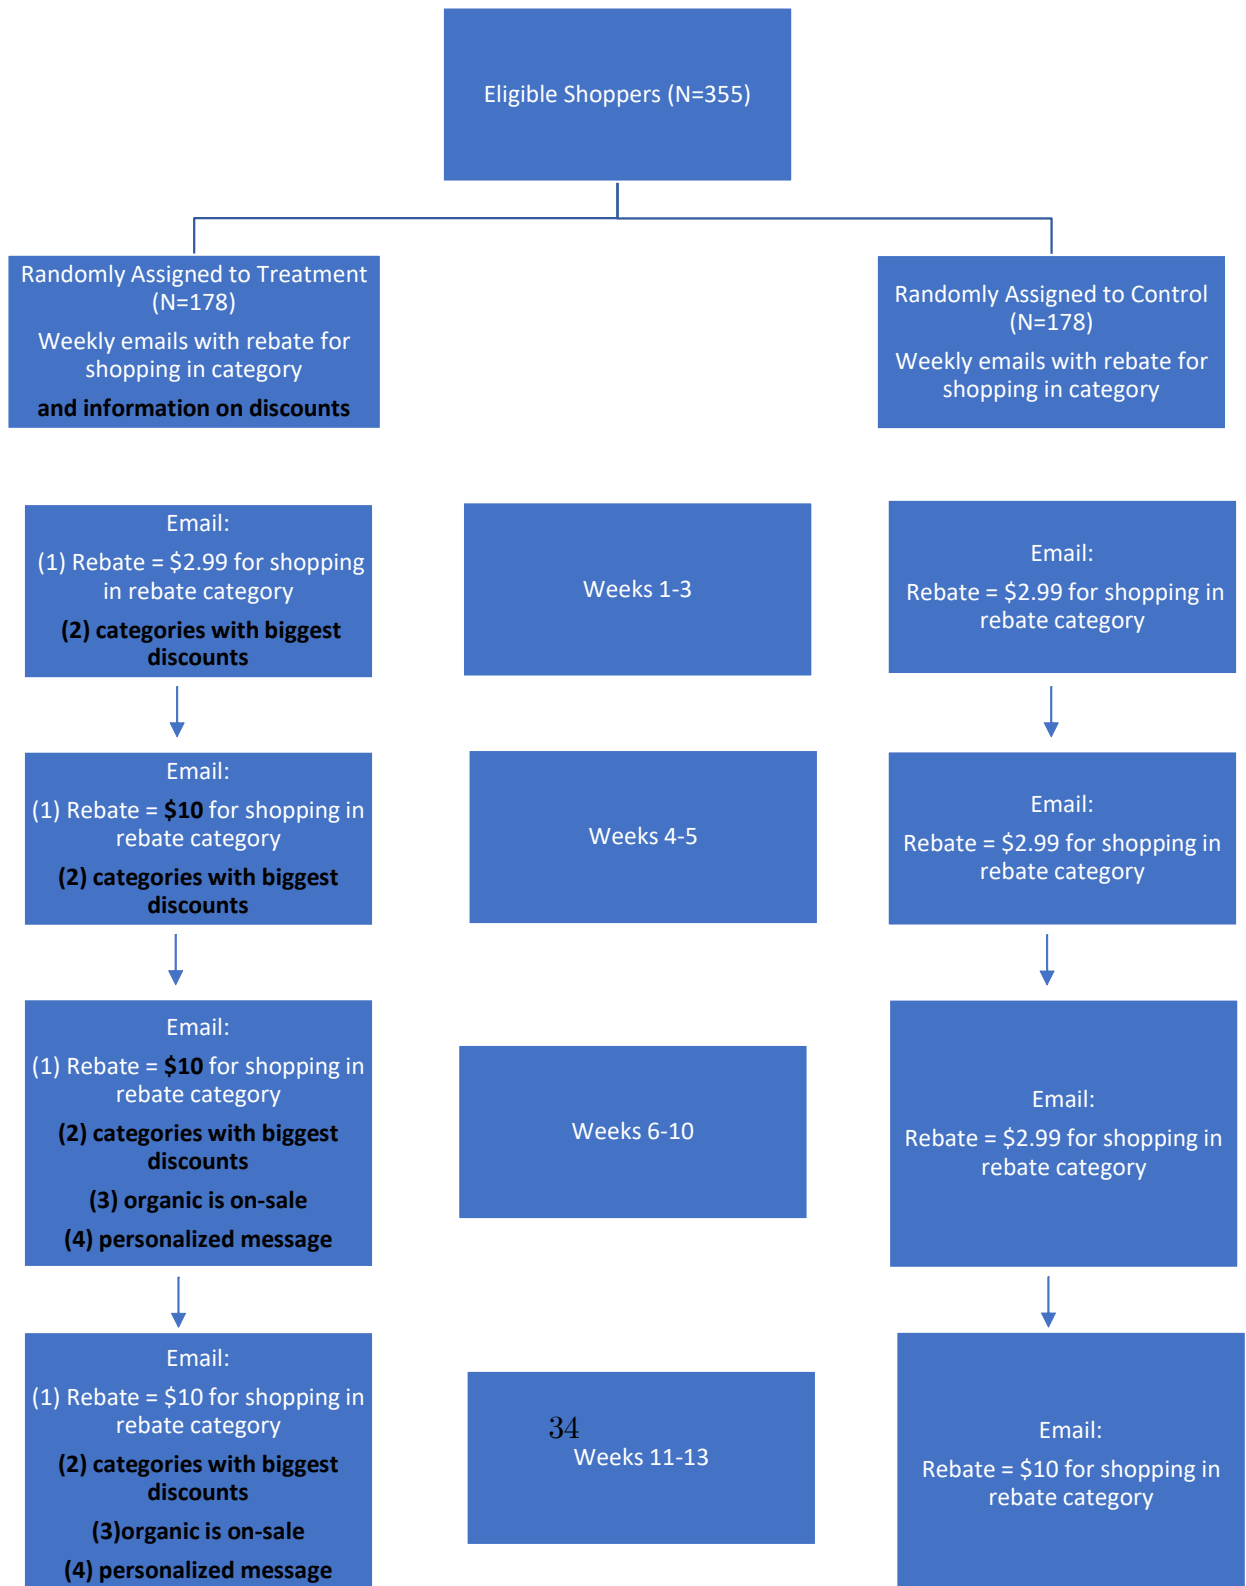 Eligible Shoppers (N=355)
Randomly Assigned to Treatment
(N=178)
Weekly emails with rebate for
shopping in category
and information on discounts
Randomly Assigned to Control
(N=178)
Weekly emails with rebate for
shopping in category
Email:
(1) Rebate = $2.99 for shopping
in rebate category
(2) categories with biggest
discounts
Weeks 1-3
Email:
Rebate = $2.99 for shopping in
rebate category
Email:
(1) Rebate = $10 for shopping in
rebate category
(2) categories with biggest
discounts
Weeks 4-5
Email:
Rebate = $2.99 for shopping in
rebate category
Email:
(1) Rebate = $10 for shopping in
rebate category
(2) categories with biggest
discounts
(3) organic is on-sale
(4) personalized message
Weeks 6-10
Email:
Rebate = $2.99 for shopping in
rebate category
Email:
(1) Rebate = $10 for shopping in
rebate category
(2) categories with biggest
discounts
(3)organic is on-sale
(4) personalized message
34
Weeks 11-13
Email:
Rebate = $10 for shopping in
rebate category